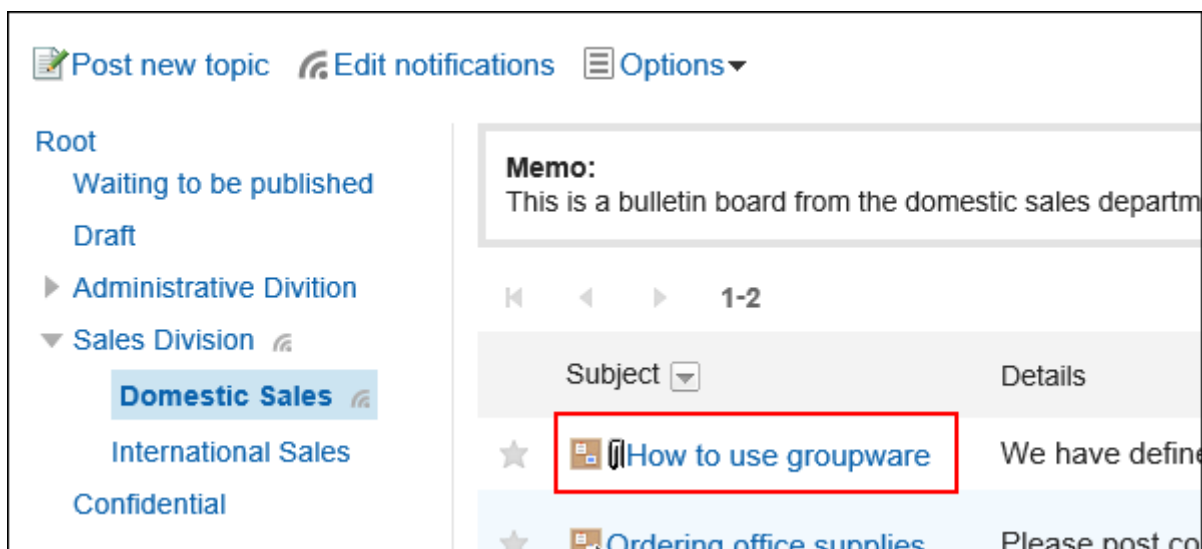 Post new topic Edit notifications Options
Root
Waiting to be published
Draft
Administrative Divition
Sales Division
Domestic Sales
International Sales
Confidential
Memo:
This is a bulletin board from the domestic sales departm
1-2
Subject Details
How to use groupware We have define
Ordering office supplies Please post co